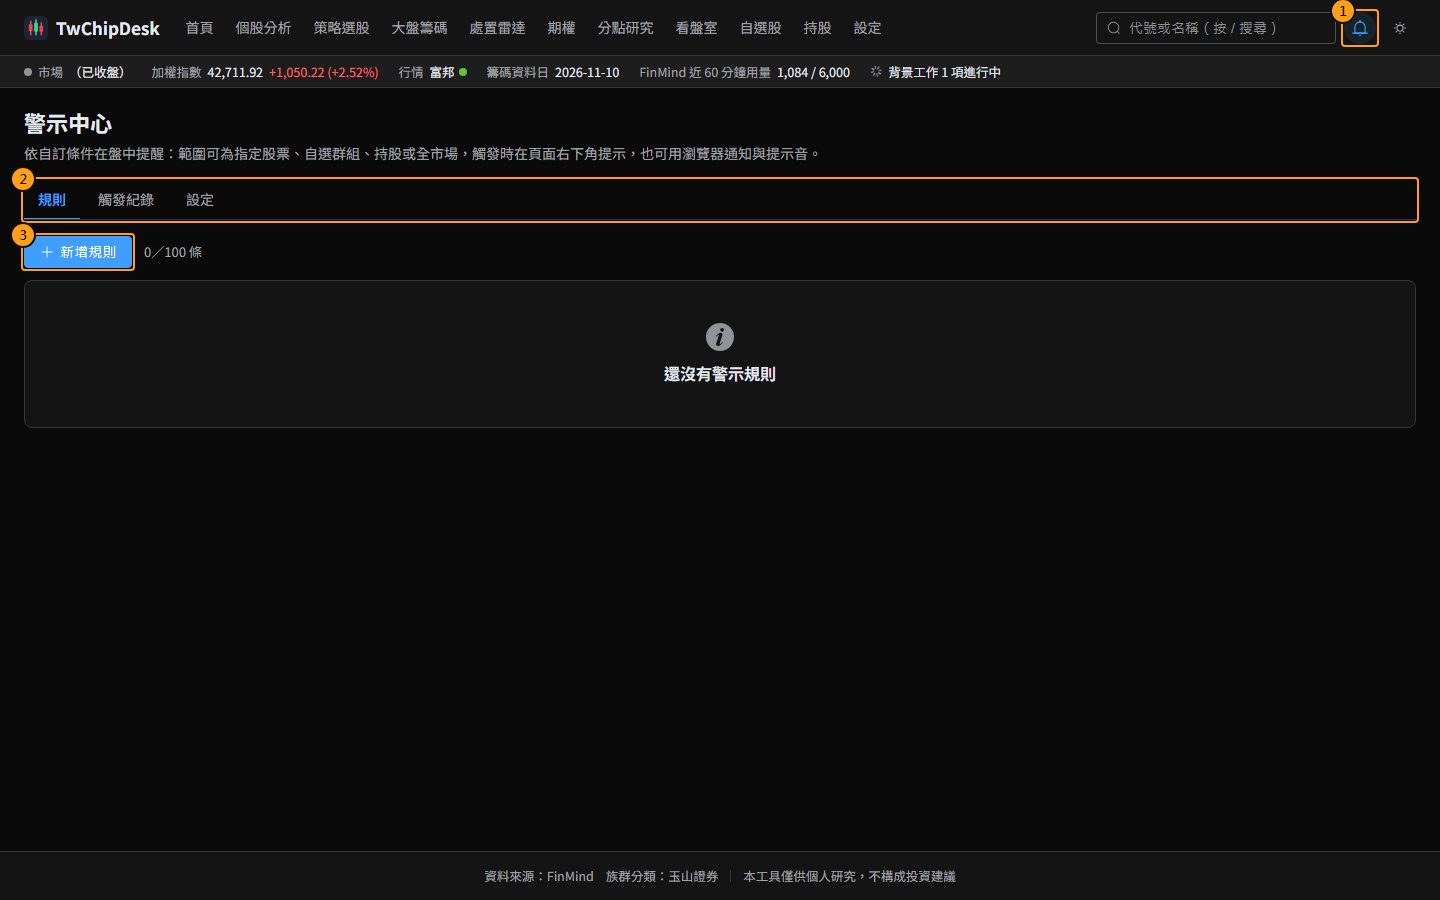 TwChipDesk 首頁 個股分析 策略選股 大盤籌碼 處置雷達 期權 分點研究 看盤室 自選股 持股 設定 代號或名稱（按 / 搜尋） 1
市場 （已收盤） 加權指數 42,711.92 +1,050.22 (+2.52%) 行情 富邦 籌碼資料日 2026-11-10 FinMind 近 60 分鐘用量 1,084 / 6,000 背景工作 1 項進行中
警示中心
依自訂條件在盤中提醒：範圍可為指定股票、自選群組、持股或全市場，觸發時在頁面右下角提示，也可用瀏覽器通知與提示音。
2
規則 觸發紀錄 設定
3
新增規則 0／100 條
還沒有警示規則
資料來源：FinMind 族群分類：玉山證券 本工具僅供個人研究，不構成投資建議